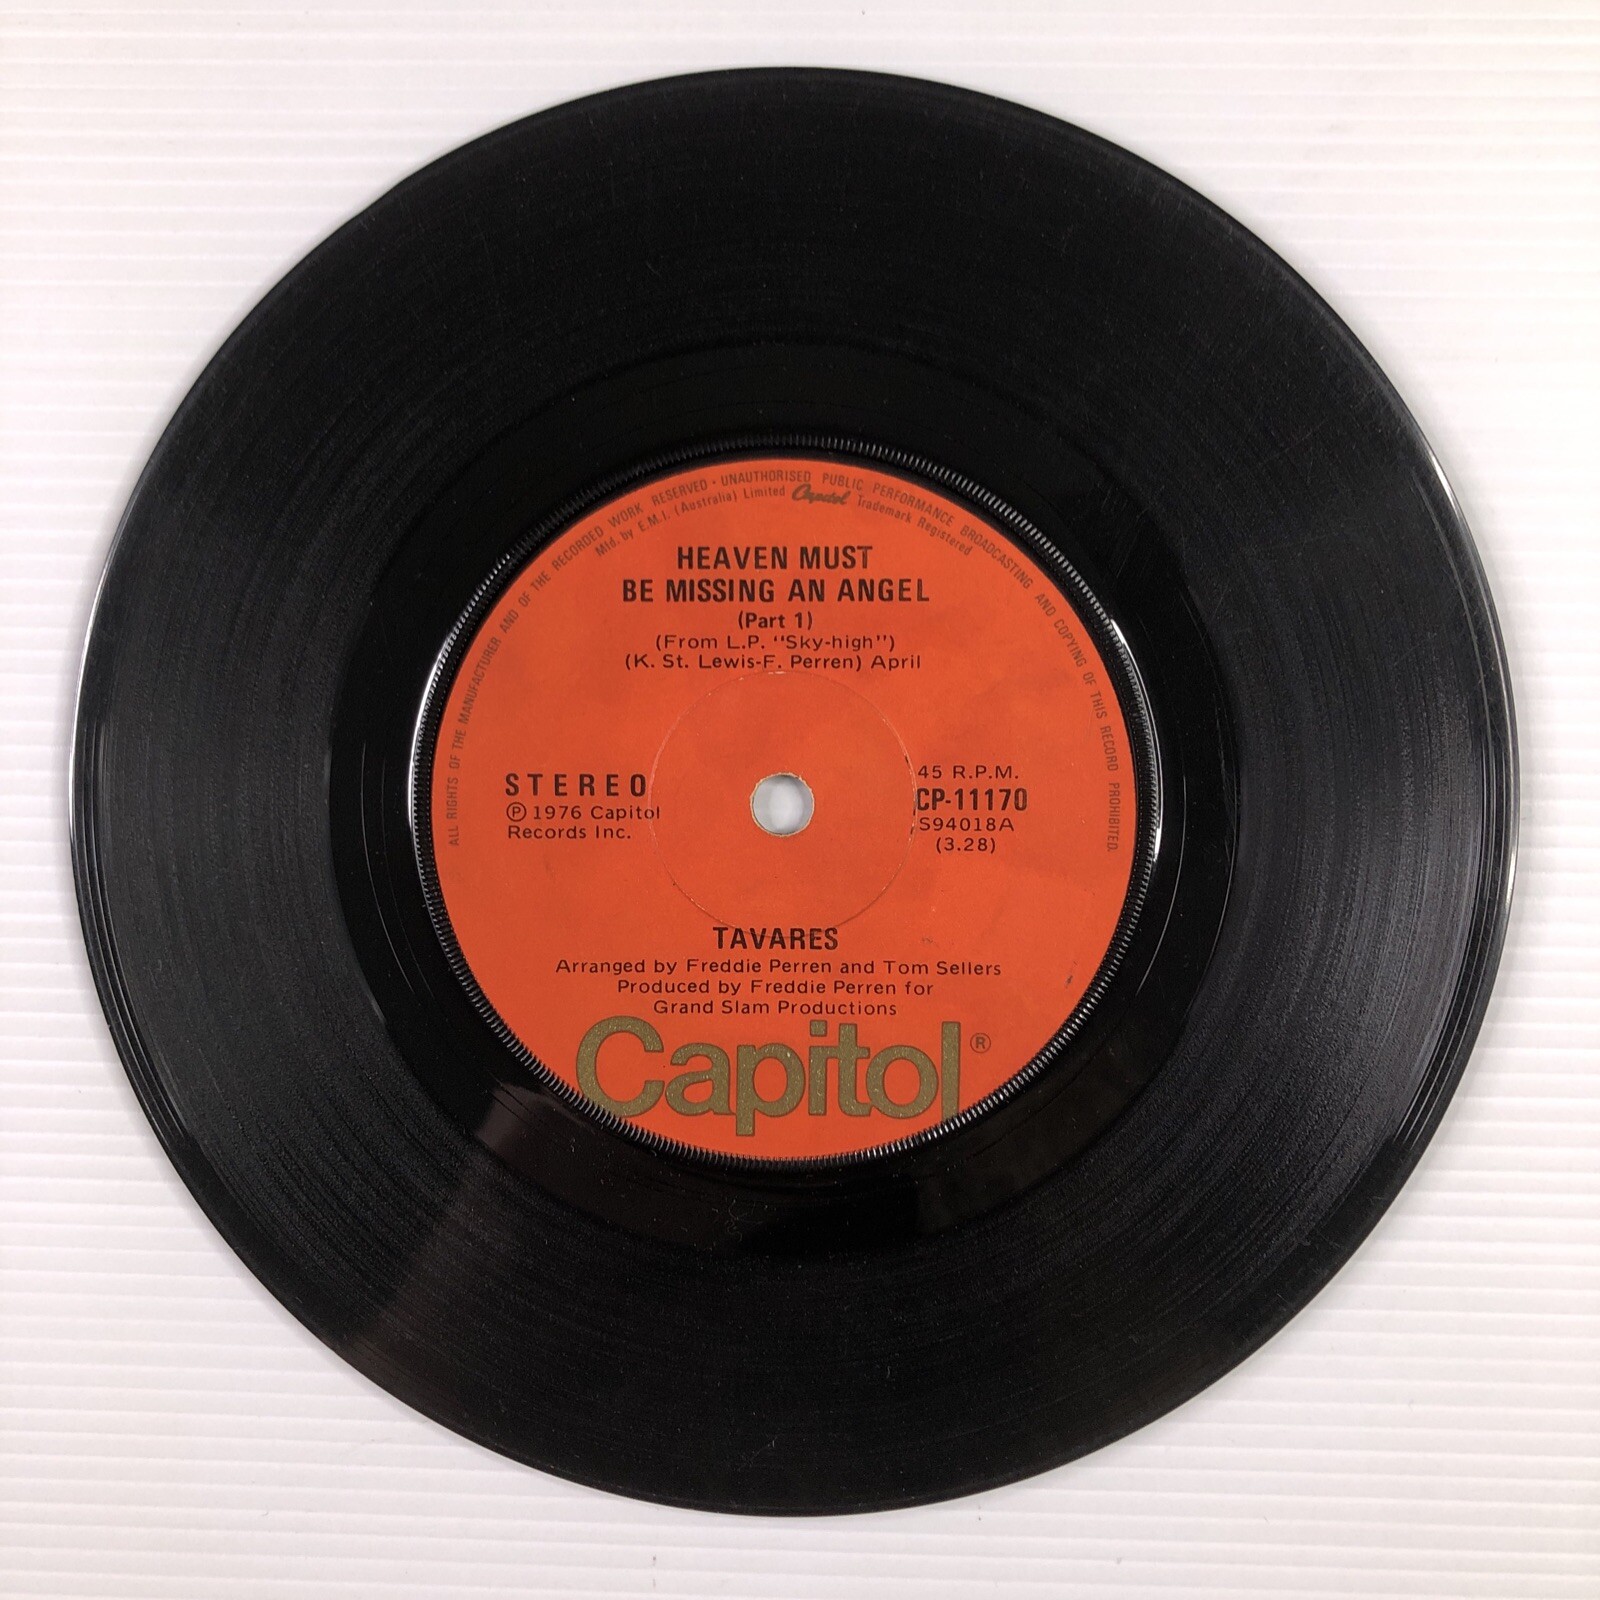 ALL RIGHTS OF THE MANUFACTURER AND OF THE RECORDED WORK RESERVED · UNAUTHORISED PUBLIC PERFORMANCE BROADCASTING AND COPYING OF THIS RECORD PROHIBITED.
Mfd. by E.M.I. (Australia) Limited Capitol Trademark Registered
HEAVEN MUST
BE MISSING AN ANGEL
(Part 1)
(From L.P. "Sky-high")
(K. St. Lewis-F. Perren) April
STEREO
Ⓟ 1976 Capitol
Records Inc.
45 R.P.M.
CP-11170
S94018A
(3.28)
TAVARES
Arranged by Freddie Perren and Tom Sellers
Produced by Freddie Perren for
Grand Slam Productions
Capitol®